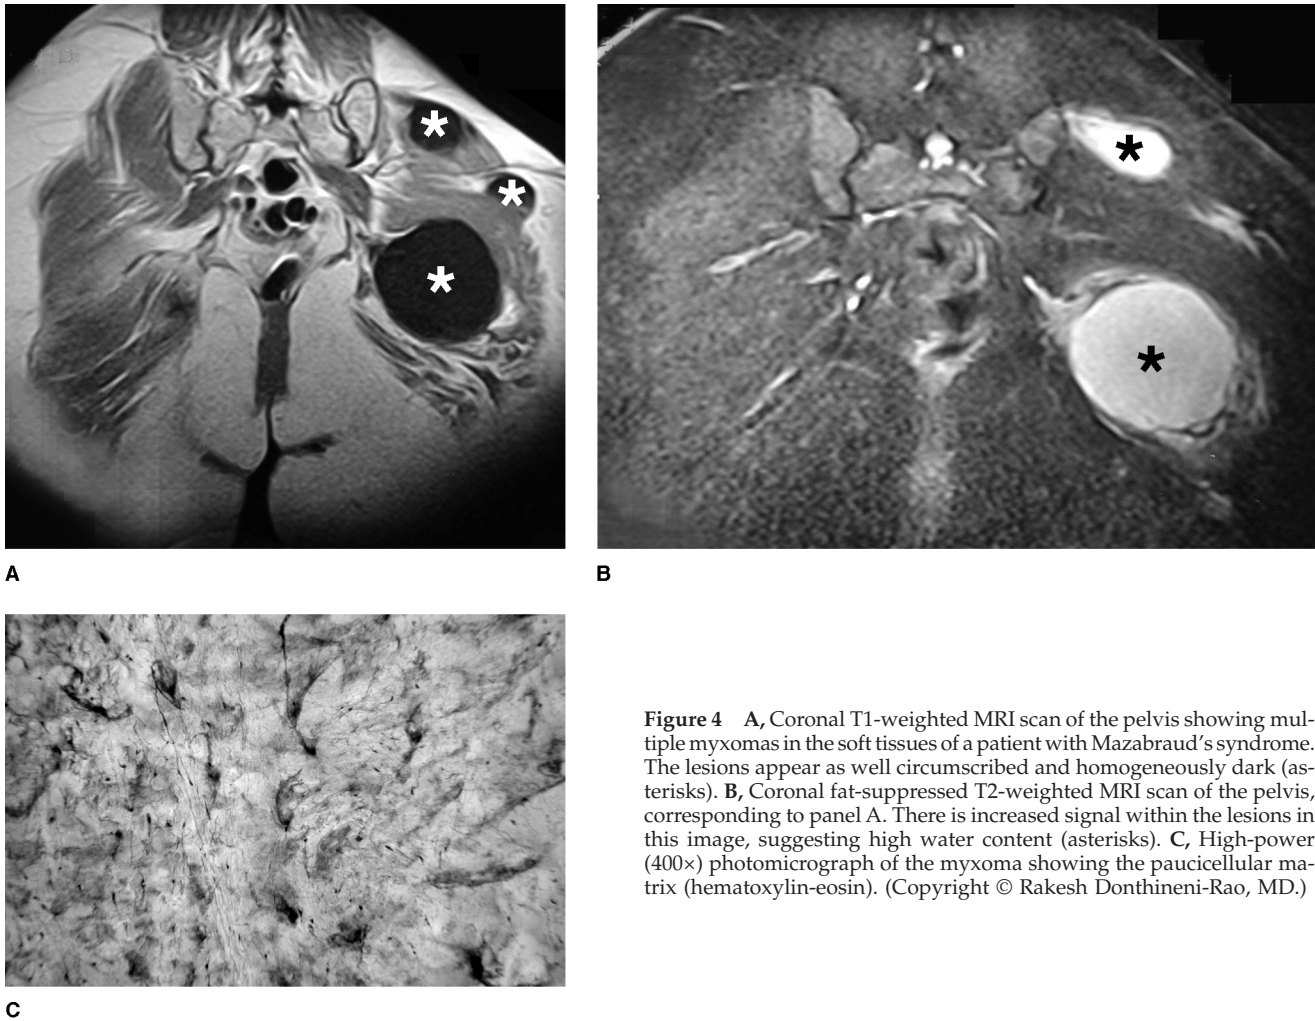 A
B
Figure 4 A, Coronal T1-weighted MRI scan of the pelvis showing mul-
tiple myxomas in the soft tissues of a patient with Mazabraud's syndrome.
The lesions appear as well circumscribed and homogeneously dark (as-
terisks). B, Coronal fat-suppressed T2-weighted MRI scan of the pelvis,
corresponding to panel A. There is increased signal within the lesions in
this image, suggesting high water content (asterisks). C, High-power
(400×) photomicrograph of the myxoma showing the paucicellular ma-
trix (hematoxylin-eosin). (Copyright © Rakesh Donthineni-Rao, MD.)
C